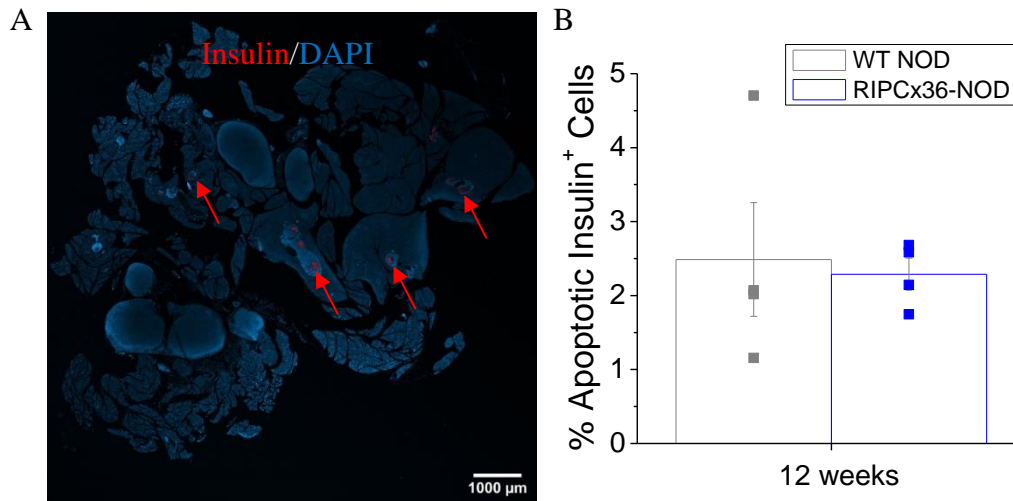 A
Insulin/DAPI
1000 µm
B
WT NOD
RIPCx36-NOD
% Apoptotic Insulin⁺ Cells
5
4
3
2
1
0
12 weeks